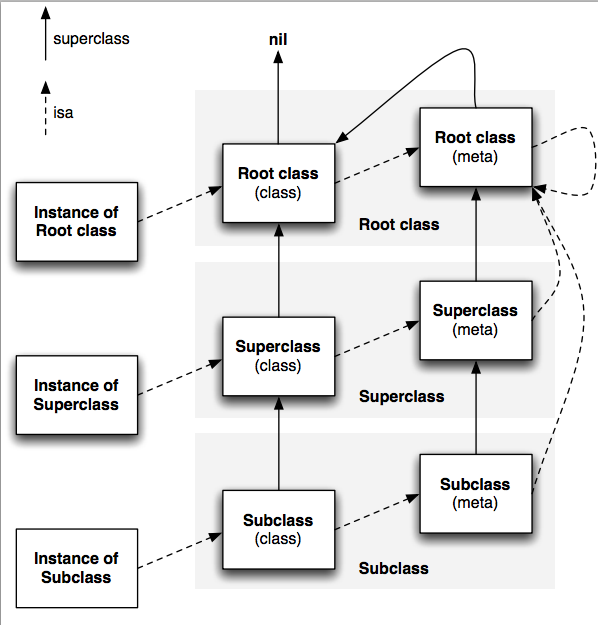 superclass
nil
isa
Root class
(meta)
Root class
(class)
Instance of
Root class
Root class
Superclass
(meta)
Superclass
(class)
Instance of
Superclass
Superclass
Subclass
(meta)
Subclass
(class)
Instance of
Subclass
Subclass